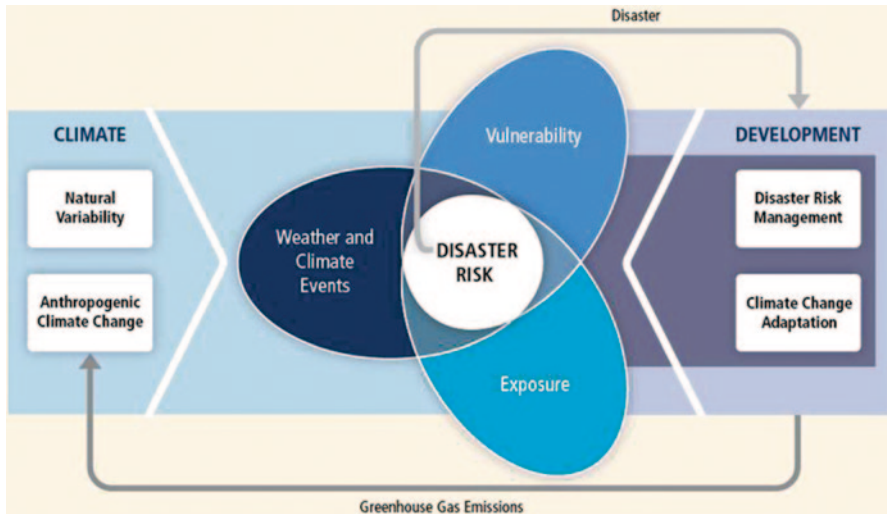 Disaster
CLIMATE
Natural
Variability
Anthropogenic
Climate Change
Weather and
Climate
Events
Vulnerability
DISASTER
RISK
Exposure
DEVELOPMENT
Disaster Risk
Management
Climate Change
Adaptation
Greenhouse Gas Emissions